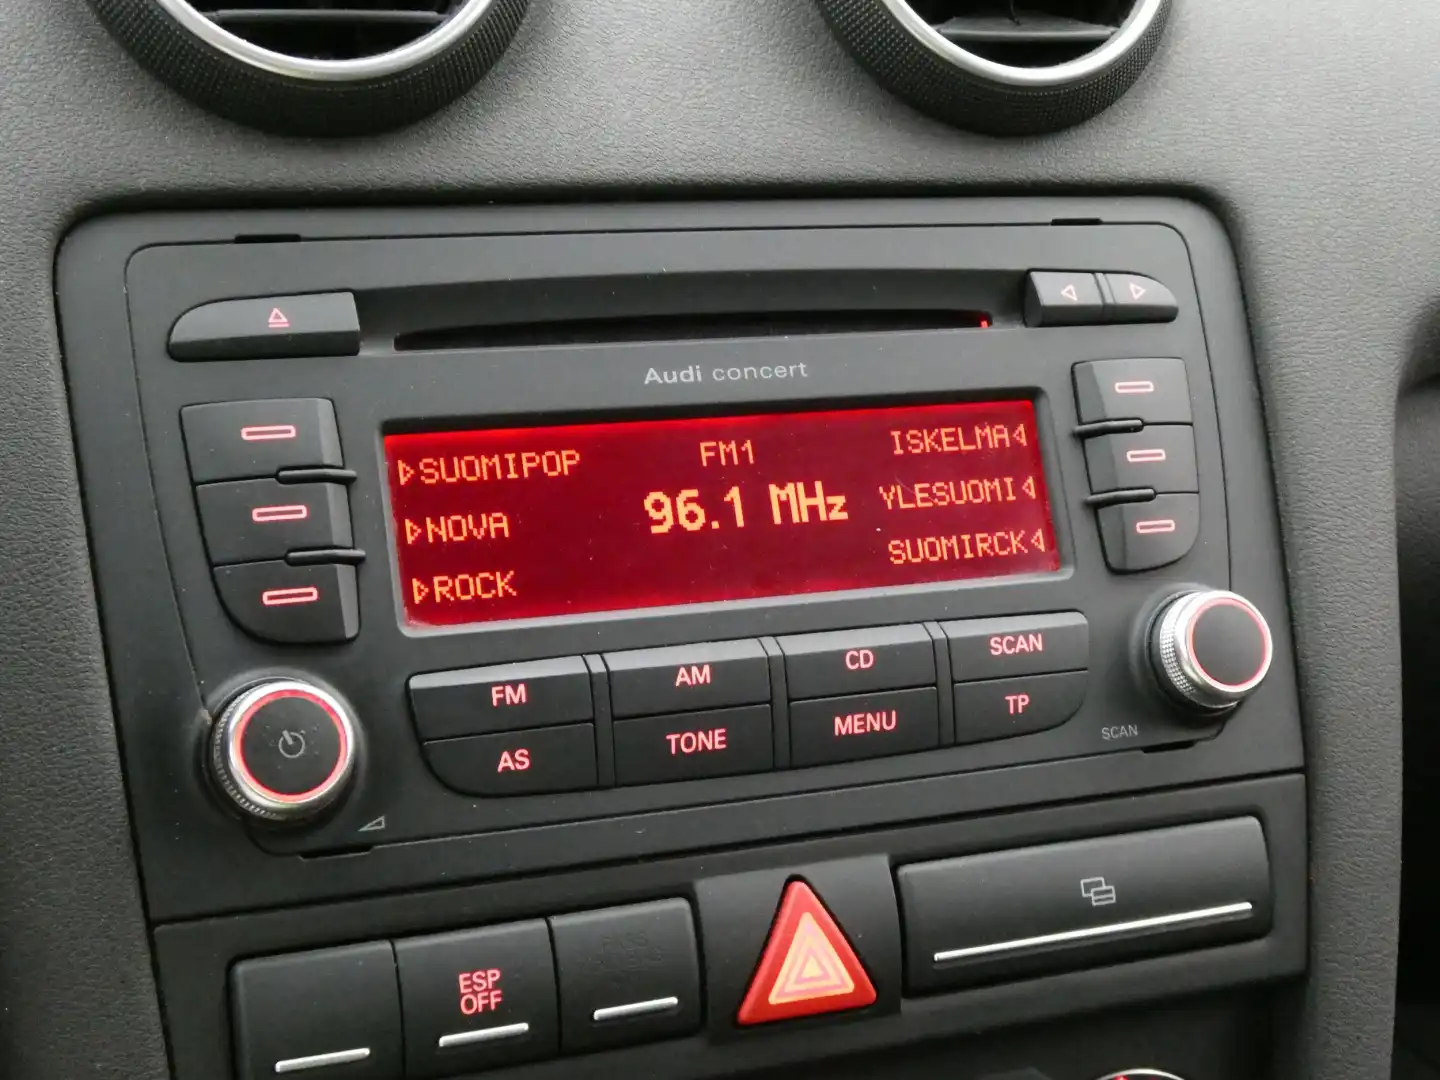 Audi concert
SUOMIPOP
FM1
ISKELMA
NOVA
96.1 MHz
YLESUOMI
ROCK
SUOMIRCK
FM
AM
CD
SCAN
AS
TONE
MENU
TP
SCAN
ESP
OFF